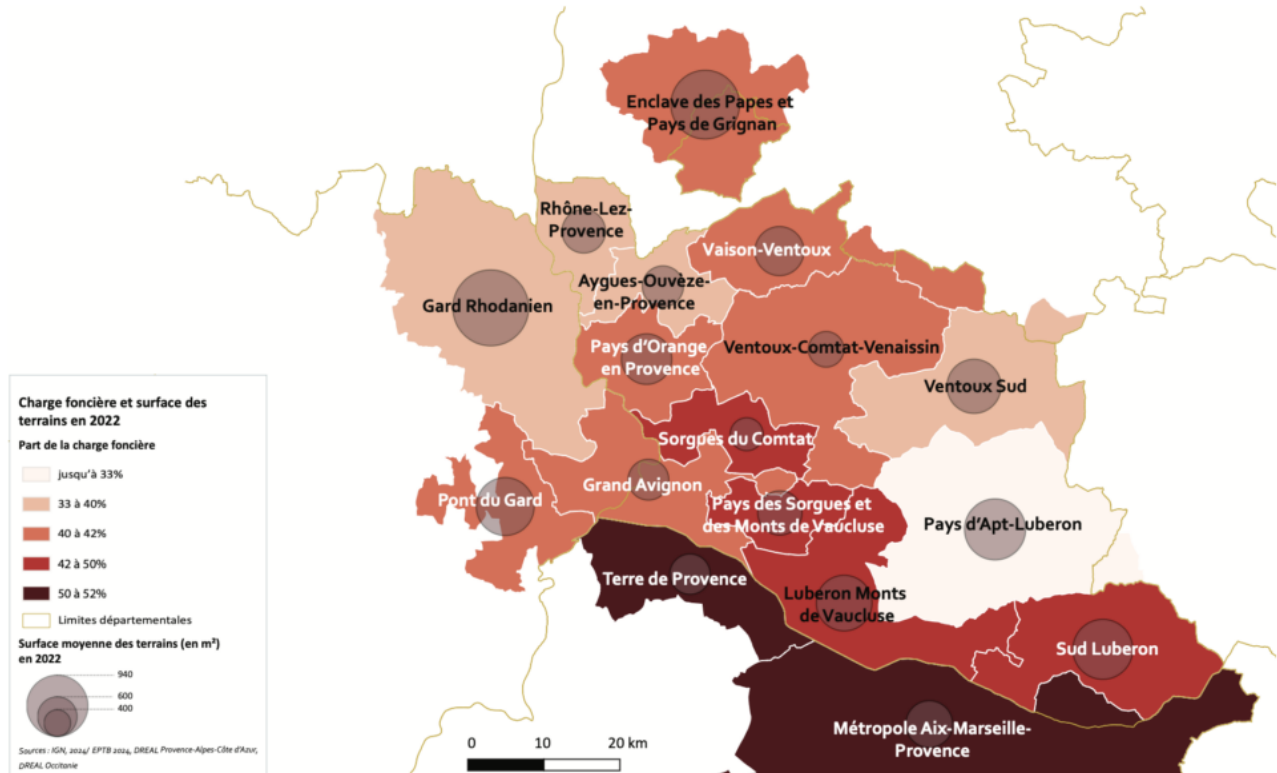 Enclave des Papes et
Pays de Grignan
Rhône-Lez-
Provence
Vaison-Ventoux
Aygues-Ouvèze-
en-Provence
Gard Rhodanien
Pays d'Orange
en Provence
Ventoux-Comtat-Venaissin
Ventoux Sud
Sorgues du Comtat
Grand Avignon
Pont du Gard
Pays des Sorgues et
des Monts de Vaucluse
Pays d'Apt-Luberon
Terre de Provence
Luberon Monts
de Vaucluse
Sud Luberon
Métropole Aix-Marseille-
Provence
Charge foncière et surface des
terrains en 2022
Part de la charge foncière
jusqu'à 33%
33 à 40%
40 à 42%
42 à 50%
50 à 52%
Limites départementales
Surface moyenne des terrains (en m²)
en 2022
940
600
400
Sources : IGN, 2024/ EPTB 2024, DREAL Provence-Alpes-Côte d'Azur,
DREAL Occitanie
0 10 20 km